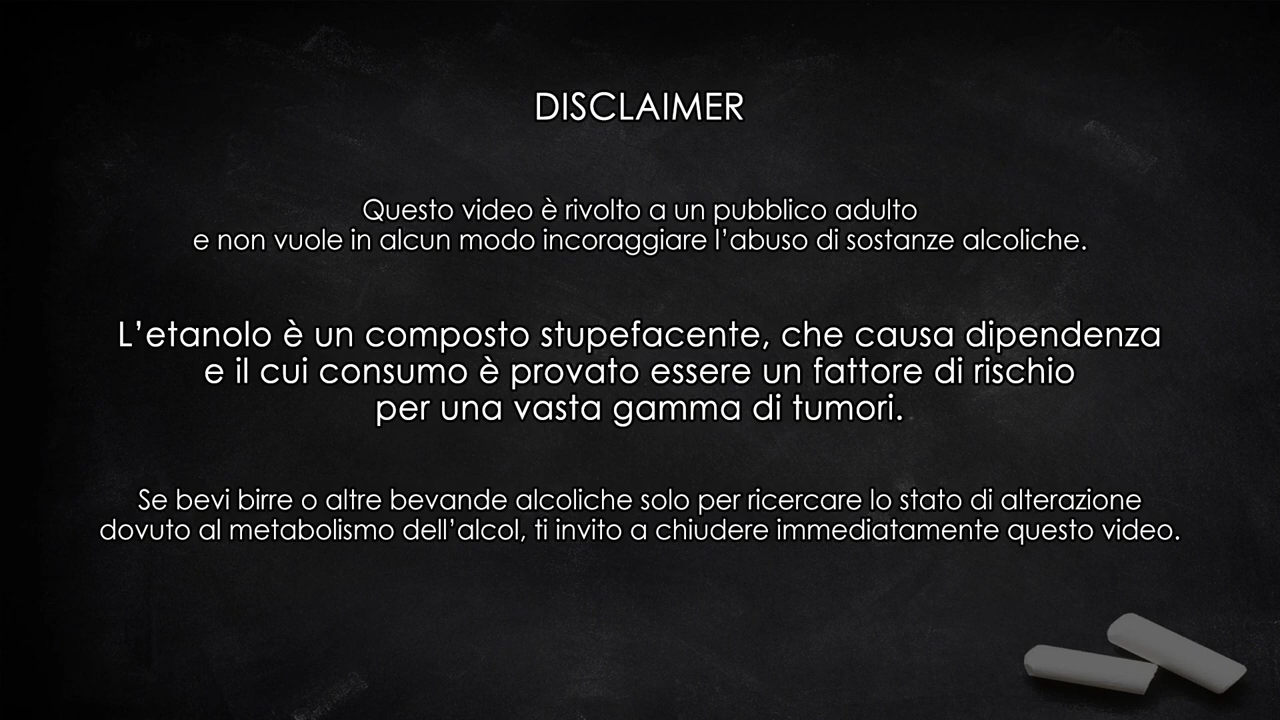 DISCLAIMER
Questo video è rivolto a un pubblico adulto
e non vuole in alcun modo incoraggiare l’abuso di sostanze alcoliche.
L’etanolo è un composto stupefacente, che causa dipendenza
e il cui consumo è provato essere un fattore di rischio
per una vasta gamma di tumori.
Se bevi birre o altre bevande alcoliche solo per ricercare lo stato di alterazione
dovuto al metabolismo dell’alcol, ti invito a chiudere immediatamente questo video.